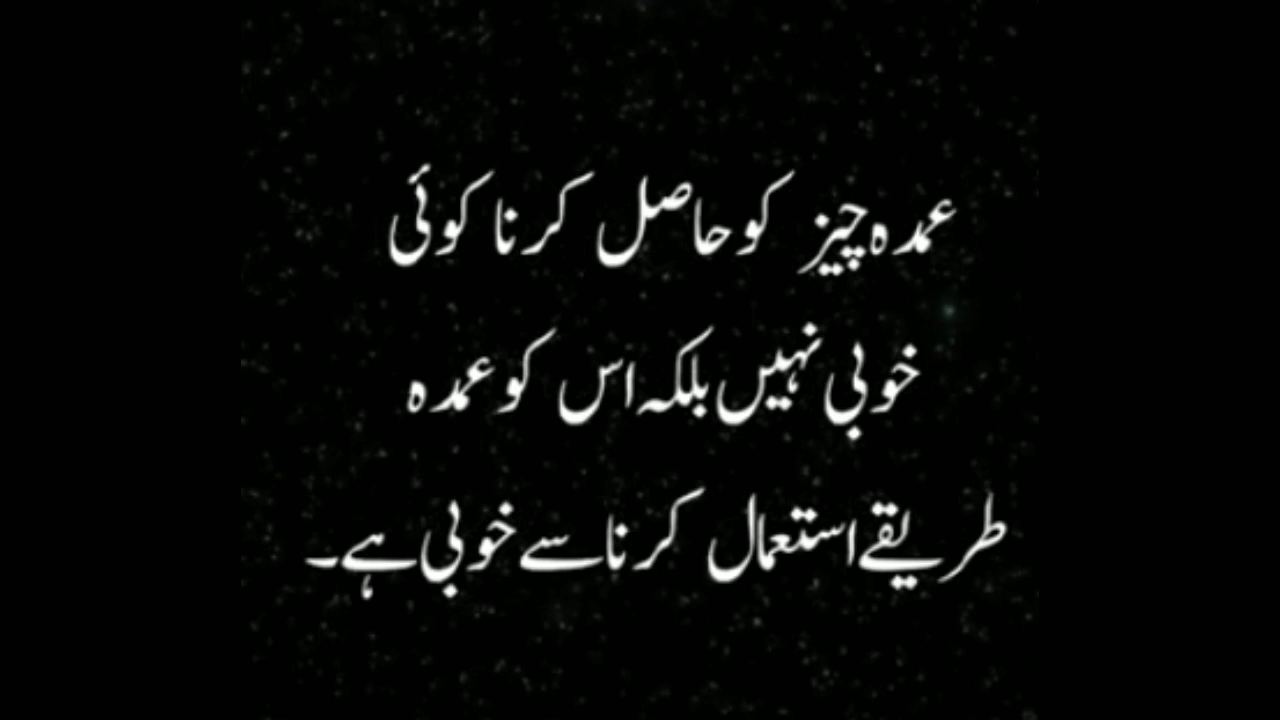 عمدہ چیز کو حاصل کرنا کوئی
خوبی نہیں بلکہ اس کو عمدہ
طریقے استعمال کرنا سے خوبی ہے۔